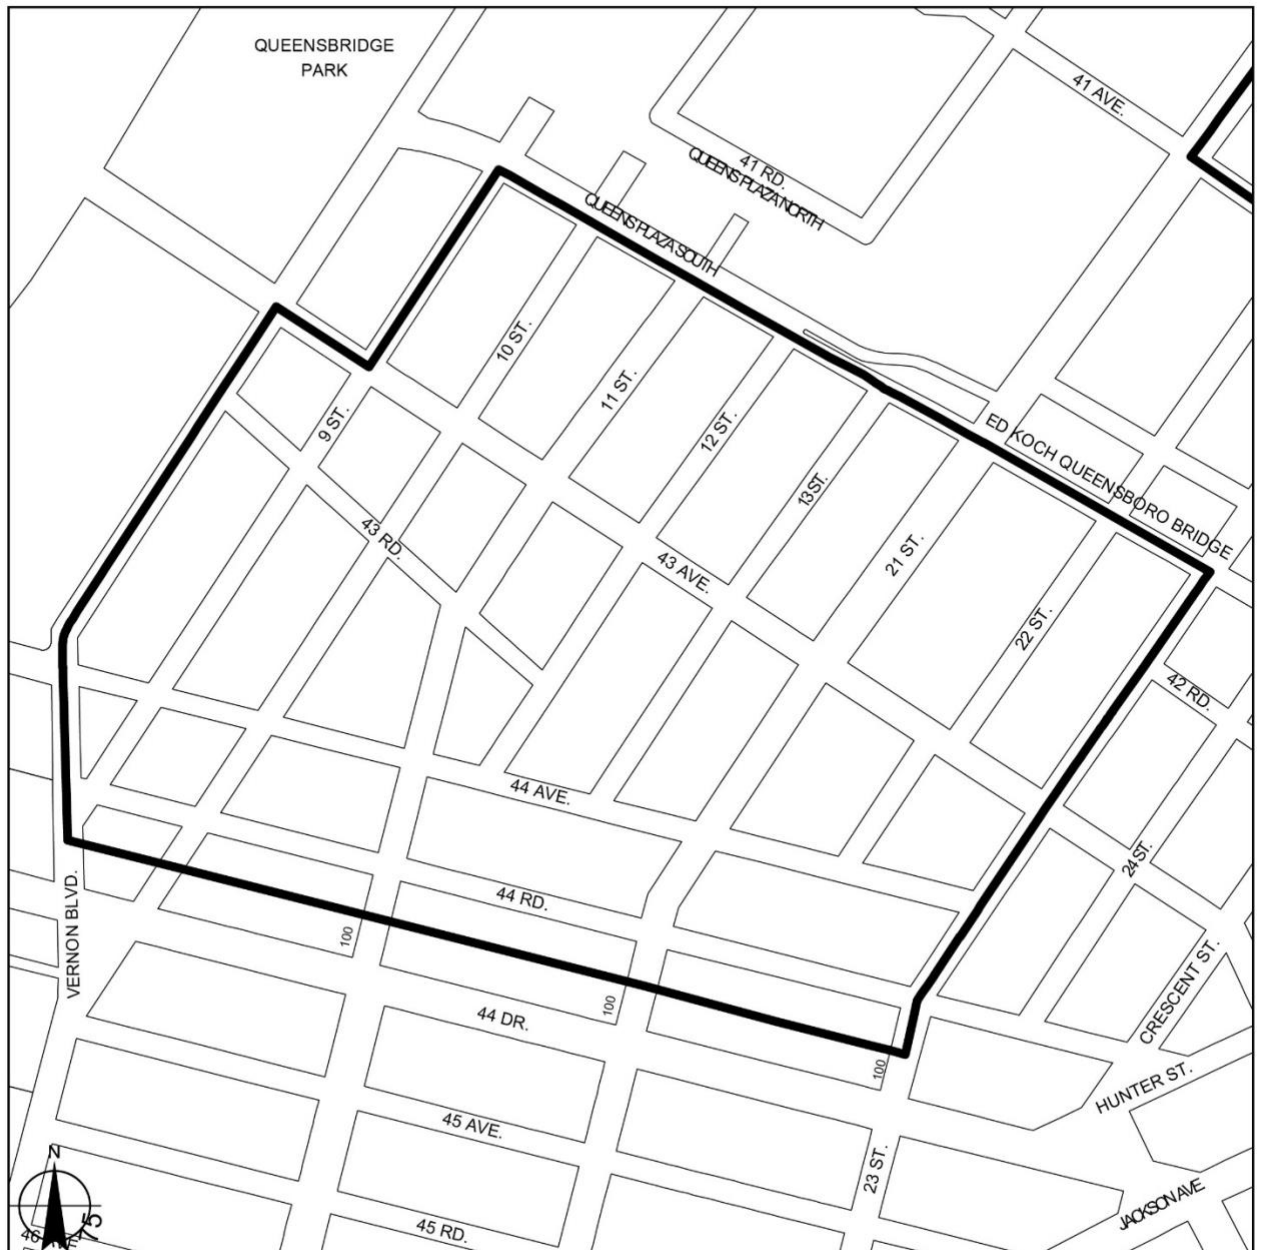 QUEENSBRIDGE
PARK
41 AVE.
41 RD.
QUEENS PLAZA NORTH
QUEENS PLAZA SOUTH
10 ST.
11 ST.
9 ST.
12 ST.
ED KOCH QUEENSBORO BRIDGE
13 ST.
43 RD.
21 ST.
43 AVE.
22 ST.
42 RD.
44 AVE.
24 ST.
44 RD.
VERNON BLVD.
100
100
CRESCENT ST.
44 DR.
100
HUNTER ST.
45 AVE.
23 ST.
N
JACKSON AVE
45 RD.
75
46